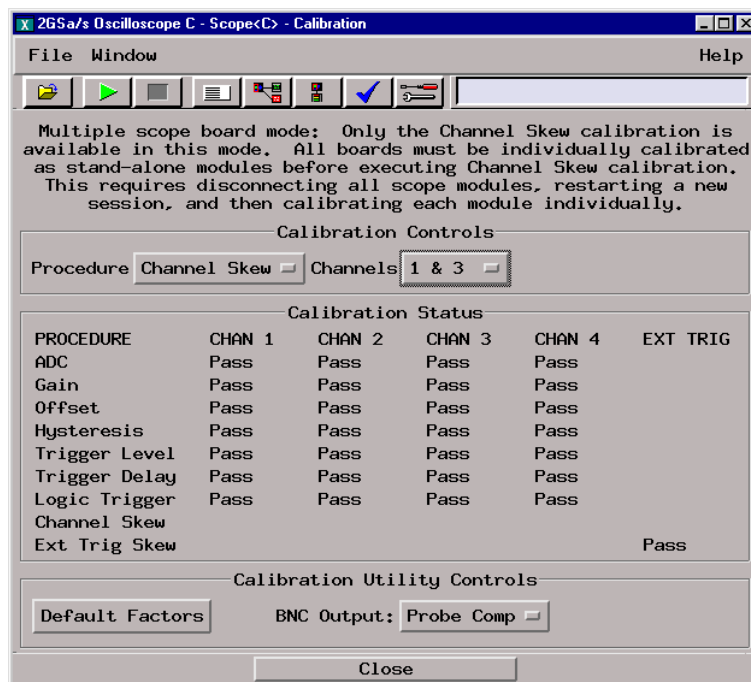 2GSa/s Oscilloscope C - Scope<C> - Calibration
File Window Help
Multiple scope board mode: Only the Channel Skew calibration is
available in this mode. All boards must be individually calibrated
as stand-alone modules before executing Channel Skew calibration.
This requires disconnecting all scope modules, restarting a new
session, and then calibrating each module individually.
Calibration Controls
Procedure Channel Skew Channels 1 & 3
Calibration Status
PROCEDURE CHAN 1 CHAN 2 CHAN 3 CHAN 4 EXT TRIG
ADC Pass Pass Pass Pass
Gain Pass Pass Pass Pass
Offset Pass Pass Pass Pass
Hysteresis Pass Pass Pass Pass
Trigger Level Pass Pass Pass Pass
Trigger Delay Pass Pass Pass Pass
Logic Trigger Pass Pass Pass Pass
Channel Skew
Ext Trig Skew Pass
Calibration Utility Controls
Default Factors BNC Output: Probe Comp
Close